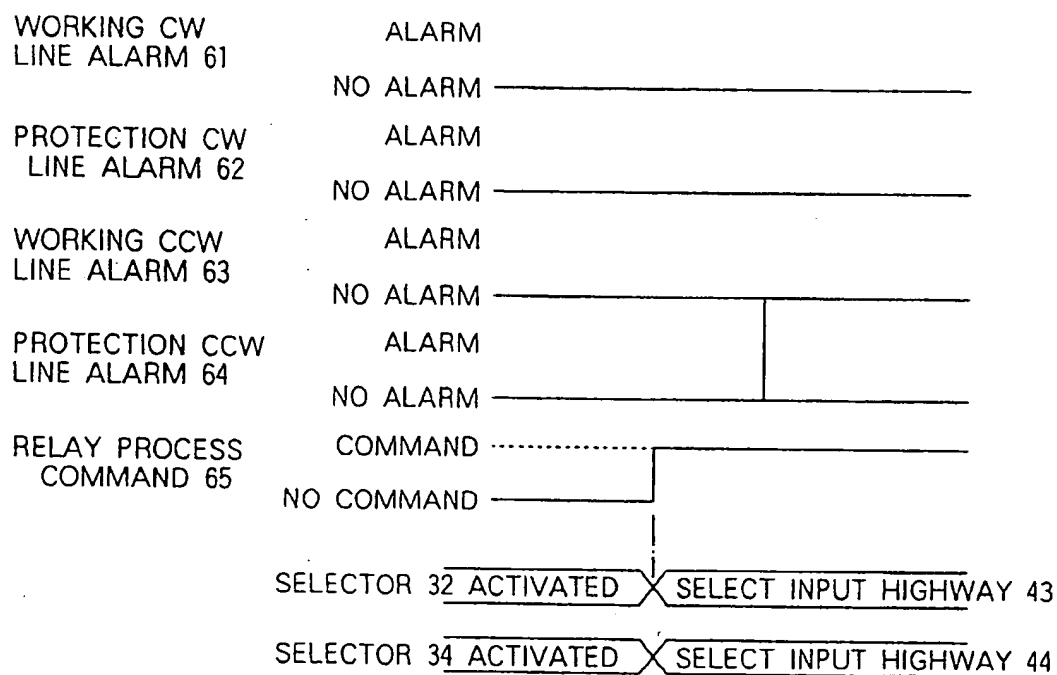 WORKING CW ALARM
LINE ALARM 61
NO ALARM
PROTECTION CW ALARM
LINE ALARM 62
NO ALARM
WORKING CCW ALARM
LINE ALARM 63
NO ALARM
PROTECTION CCW ALARM
LINE ALARM 64
NO ALARM
RELAY PROCESS COMMAND
COMMAND 65
NO COMMAND
SELECTOR 32 ACTIVATED SELECT INPUT HIGHWAY 43
SELECTOR 34 ACTIVATED SELECT INPUT HIGHWAY 44